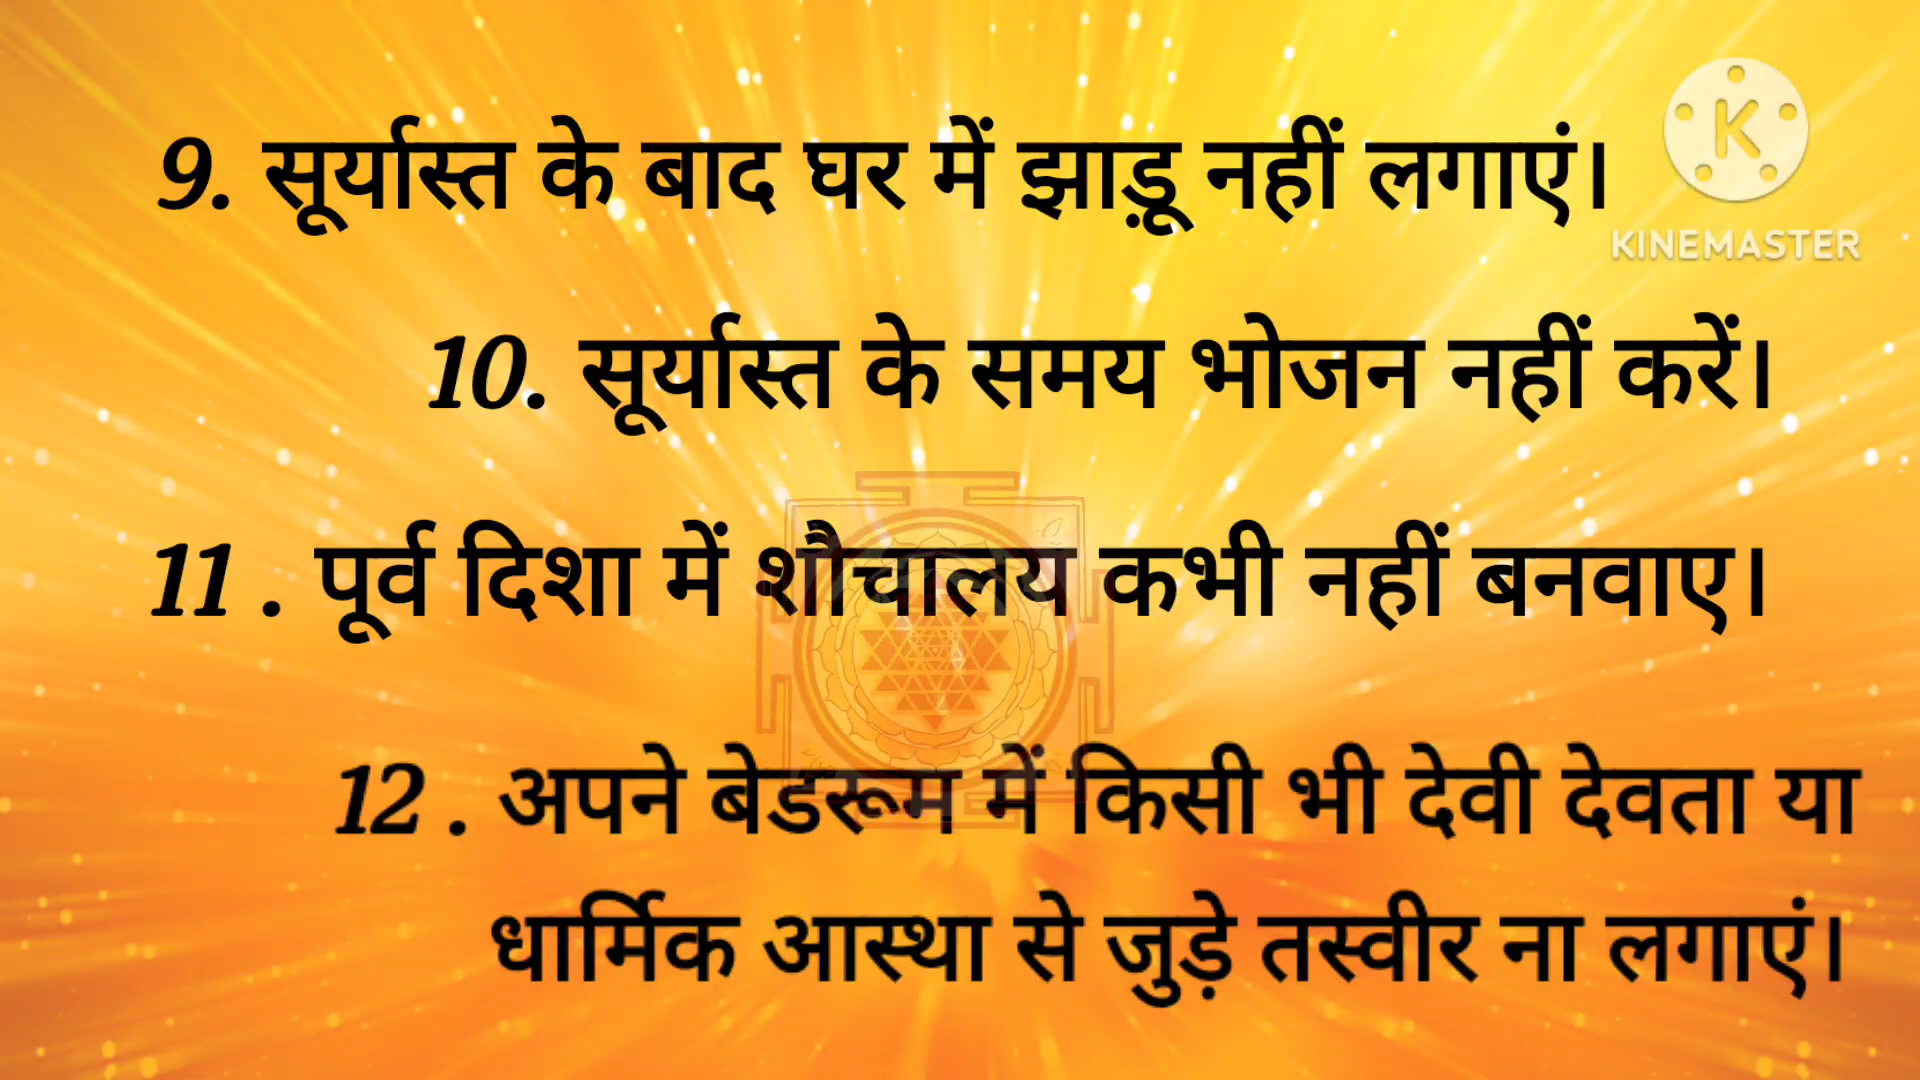 9. सूर्यास्त के बाद घर में झाड़ू नहीं लगाएं।
KINEMASTER
10. सूर्यास्त के समय भोजन नहीं करें।
11 . पूर्व दिशा में शौचालय कभी नहीं बनवाए।
12 . अपने बेडरूम में किसी भी देवी देवता या
धार्मिक आस्था से जुड़े तस्वीर ना लगाएं।